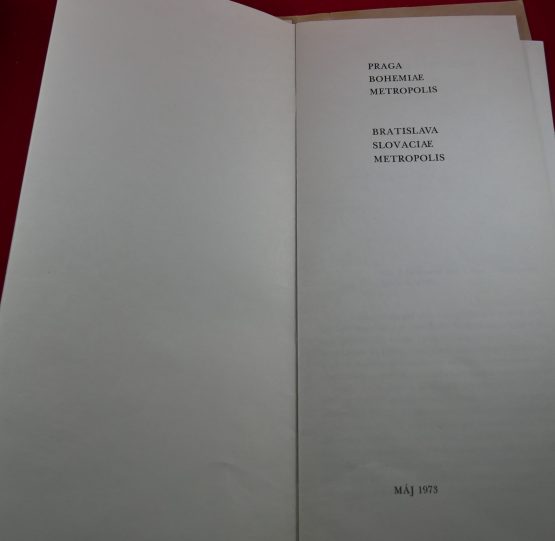 PRAGA
BOHEMIAE
METROPOLIS
BRATISLAVA
SLOVACIAE
METROPOLIS
MÁJ 1973